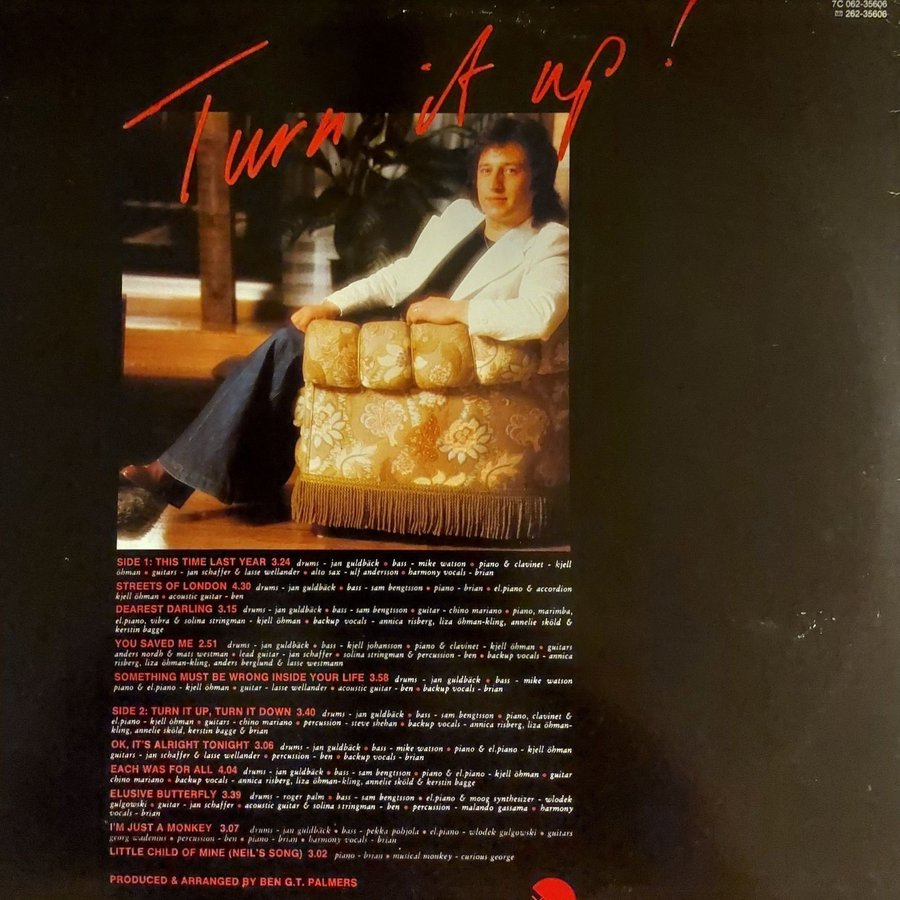 7C 062-35606
262-35606
Turn it up!
SIDE 1: THIS TIME LAST YEAR 3.24 drums - jan guldbäck • bass - mike watson • piano & clavinet - kjell
öhman • guitars - jan schaffer & lasse wellander • alto sax - ulf andersson • harmony vocals - brian
STREETS OF LONDON 4.30 drums - jan guldbäck • bass - sam bengtsson • piano - brian • el.piano & accordion
kjell öhman • acoustic guitar - ben
DEAREST DARLING 3.15 drums - jan guldbäck • bass - sam bengtsson • guitar - chino mariano • piano, marimba,
el.piano, vibra & solina stringman - kjell öhman • backup vocals - annica risberg, liza öhman-kling, annelie sköld &
kerstin bagge
YOU SAVED ME 2.51 drums - jan guldbäck • bass - kjell johansson • piano & clavinet - kjell öhman • guitars
anders nordh & mats westman • lead guitar - jan schaffer • solina stringman & percussion - ben • backup vocals - annica
risberg, liza öhman-kling, anders berglund & lasse westmann
SOMETHING MUST BE WRONG INSIDE YOUR LIFE 3.58 drums - jan guldbäck • bass - mike watson
piano & el.piano - kjell öhman • guitar - lasse wellander • acoustic guitar - ben • backup vocals - brian
SIDE 2: TURN IT UP, TURN IT DOWN 3.40 drums - jan guldbäck • bass - sam bengtsson • piano, clavinet &
el.piano - kjell öhman • guitars - chino mariano • percussion - steve shehan • backup vocals - annica risberg, liza öhman-
kling, annelie sköld, kerstin bagge & brian
OK, IT'S ALRIGHT TONIGHT 3.06 drums - jan guldbäck • bass - mike watson • piano & el.piano - kjell öhman
guitars - jan schaffer & lasse wellander • percussion - ben • backup vocals - brian
EACH WAS FOR ALL 4.04 drums - jan guldbäck • bass - sam bengtsson • piano & el.piano - kjell öhman • guitar
chino mariano • backup vocals - annica risberg, liza öhman-kling, annelie sköld & kerstin bagge
ELUSIVE BUTTERFLY 3.39 drums - roger palm • bass - sam bengtsson • el.piano & moog synthesizer - wlodek
gulgowski • guitar - jan schaffer • acoustic guitar & solina stringman - ben • percussion - malando gassama • harmony
vocals - brian
I'M JUST A MONKEY 3.07 drums - jan guldbäck • bass - pekka pohjola • el.piano - wlodek gulgowski • guitars
georg wadenius • percussion - ben • piano - brian • harmony vocals - brian
LITTLE CHILD OF MINE (NEIL'S SONG) 3.02 piano - brian • musical monkey - curious george
PRODUCED & ARRANGED BY BEN G.T. PALMERS